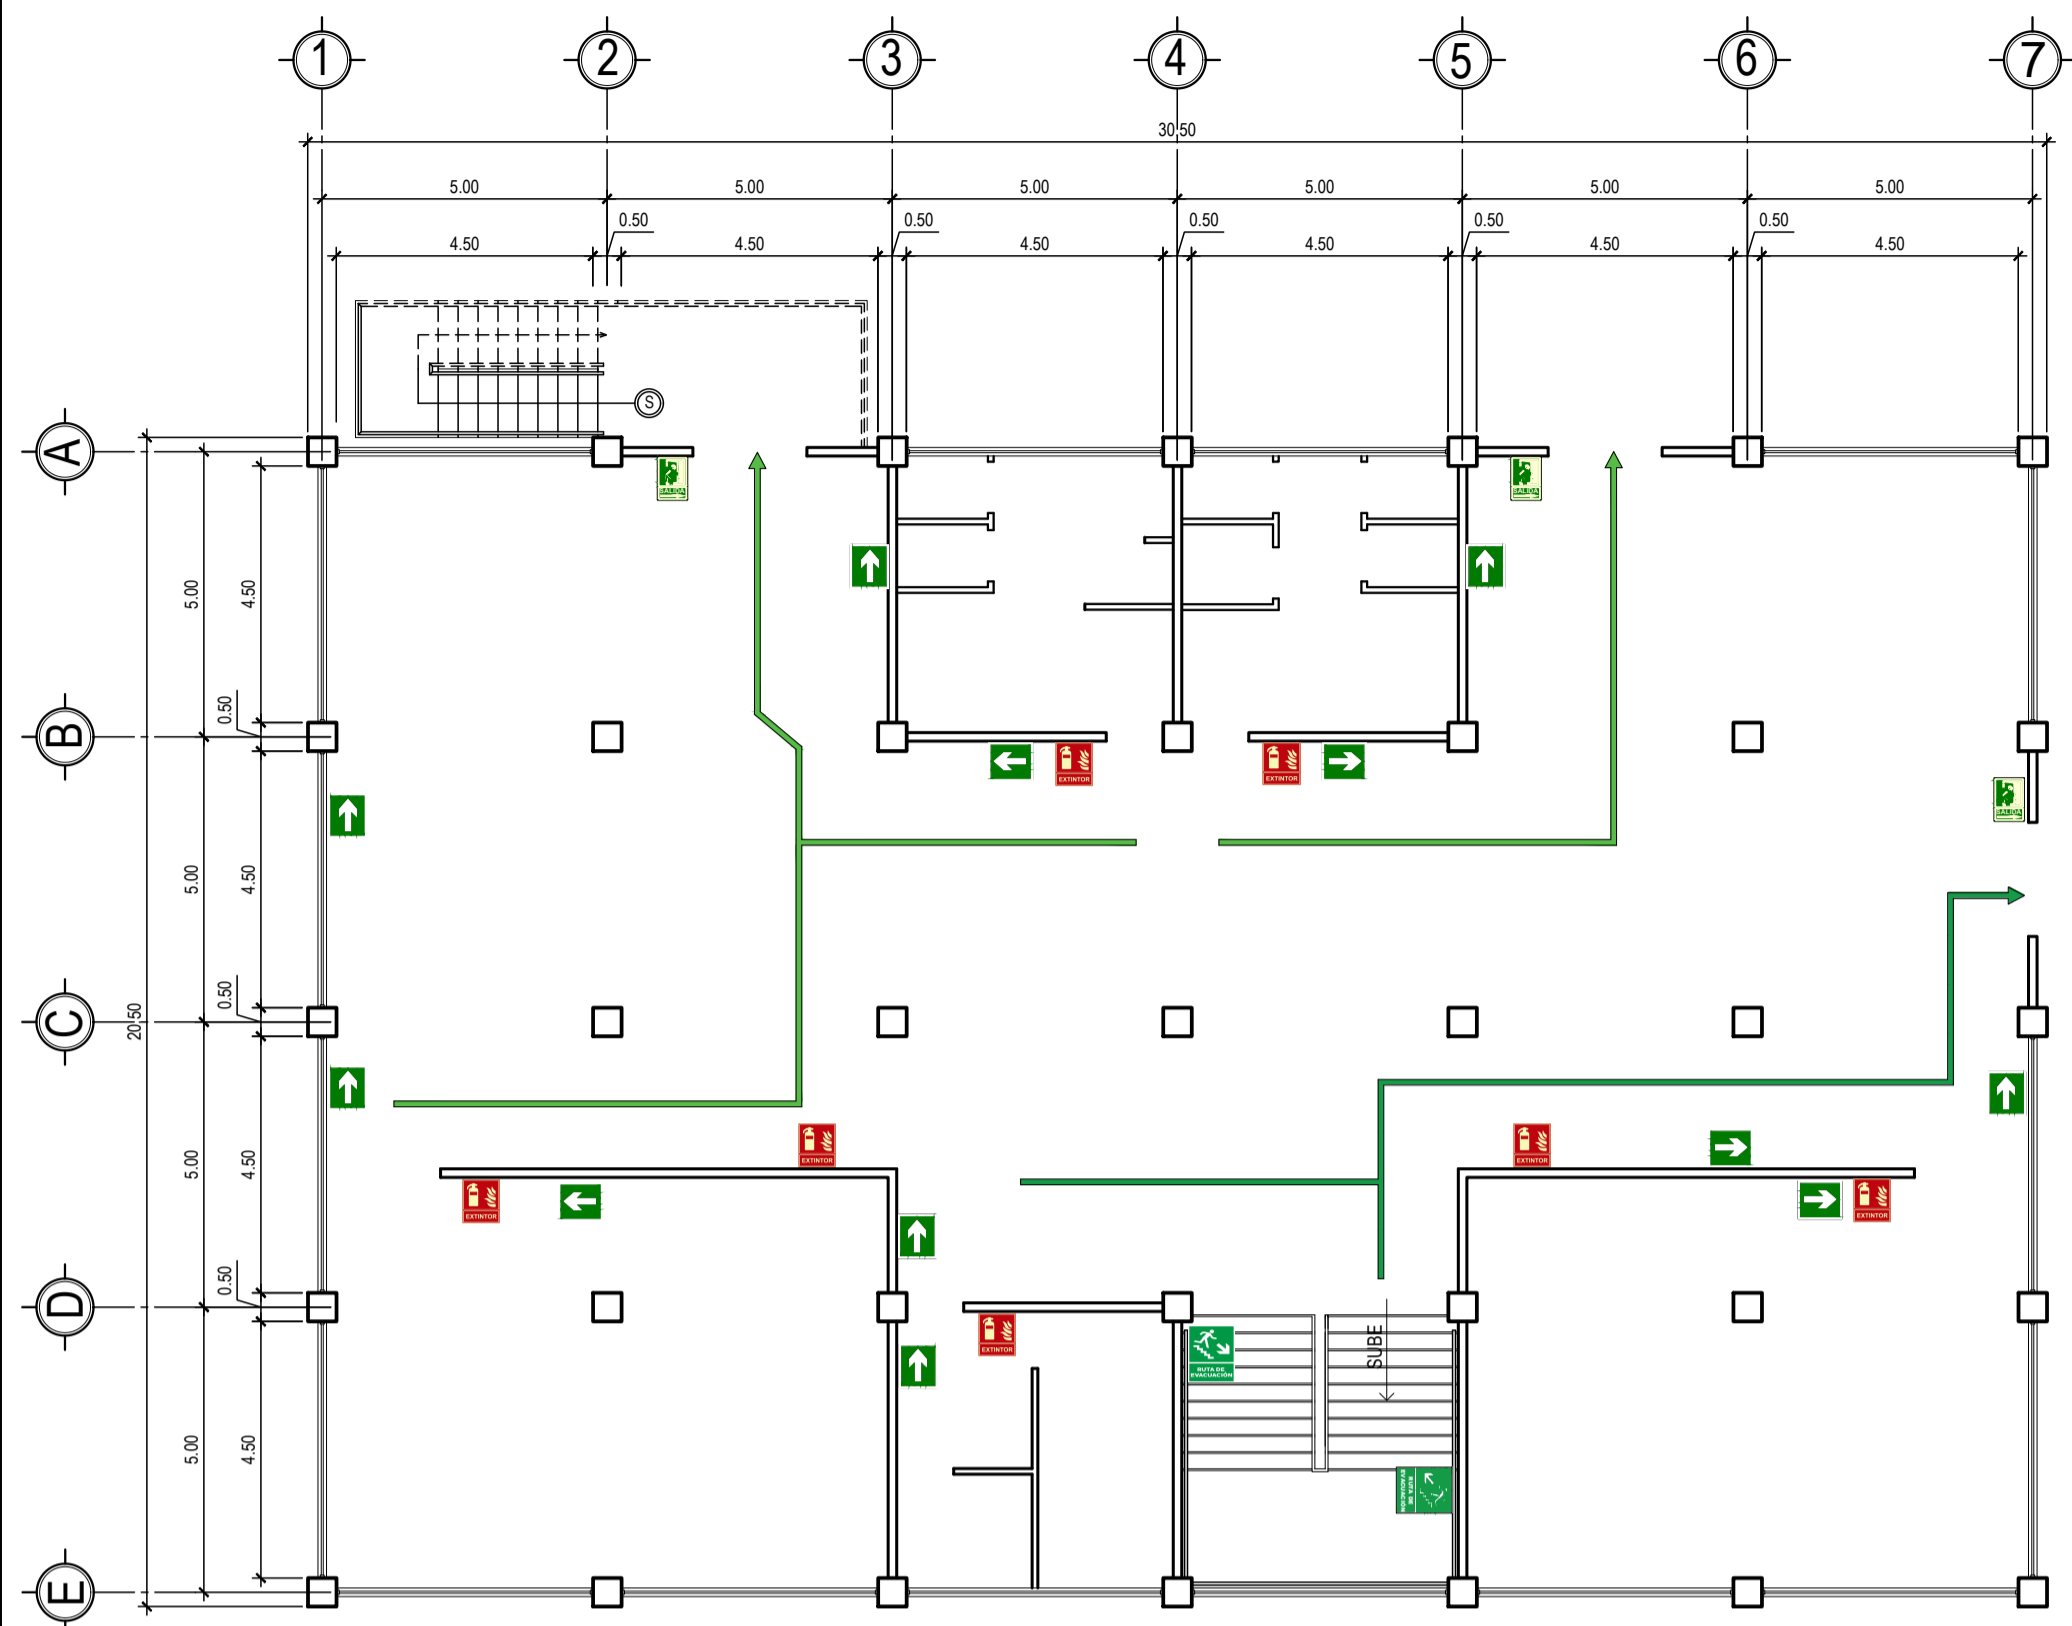 1 2 3 4 5 6 7
30.50
5.00 5.00 5.00 5.00 5.00 5.00
0.50 0.50 0.50 0.50 0.50
4.50 4.50 4.50 4.50 4.50 4.50
S
A
SALIDA SALIDA
5.00 4.50
0.50
B
EXTINTOR EXTINTOR
SALIDA
5.00 4.50
0.50
C
20.50
EXTINTOR EXTINTOR
5.00 4.50
EXTINTOR EXTINTOR
0.50
D
EXTINTOR
SUBE
RUTA DE
EVACUACIÓN
5.00 4.50
RUTA DE
EVACUACIÓN
E